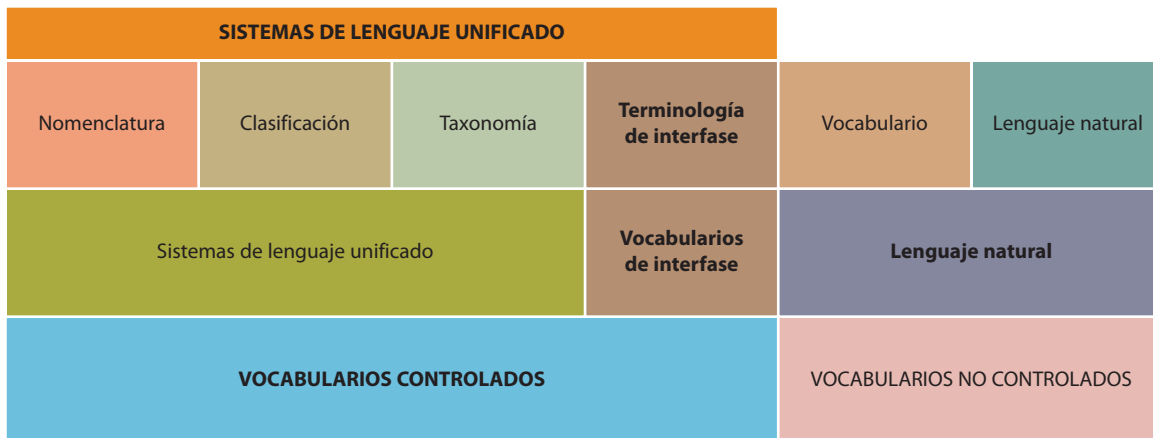 SISTEMAS DE LENGUAJE UNIFICADO
Nomenclatura
Clasificación
Taxonomía
Terminología
de interfase
Vocabulario
Lenguaje natural
Sistemas de lenguaje unificado
Vocabularios
de interfase
Lenguaje natural
VOCABULARIOS CONTROLADOS
VOCABULARIOS NO CONTROLADOS